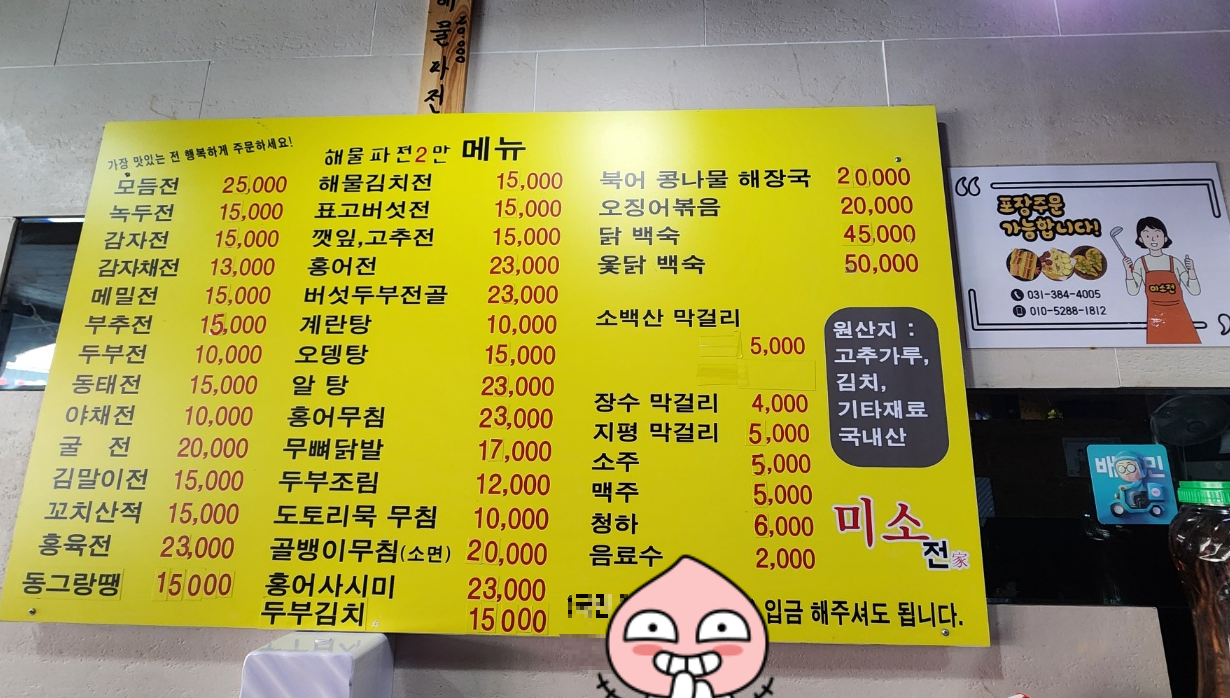 해물파전
20.000
가장 맛있는 전 행복하게 주문하세요!
해물파전2만 메뉴
모듬전 25,000
녹두전 15,000
감자전 15,000
감자채전 13,000
메밀전 15,000
부추전 15,000
두부전 10,000
동태전 15,000
야채전 10,000
굴 전 20,000
김말이전 15,000
꼬치산적 15,000
홍육전 23,000
동그랑땡 15000
해물김치전 15,000
표고버섯전 15,000
깻잎,고추전 15,000
홍어전 23,000
버섯두부전골 23,000
계란탕 10,000
오뎅탕 15,000
알 탕 23,000
홍어무침 23,000
무뼈닭발 17,000
두부조림 12,000
도토리묵 무침 10,000
골뱅이무침(소면) 20,000
홍어사시미 23,000
두부김치 15000
북어 콩나물 해장국 20,000
오징어볶음 20,000
닭 백숙 45,000
옻닭 백숙 50,000
소백산 막걸리
5,000
장수 막걸리 4,000
지평 막걸리 5,000
소주 5,000
맥주 5,000
청하 6,000
음료수 2,000
입금 해주셔도 됩니다.
원산지 :
고추가루,
김치,
기타재료
국내산
미소
전家
포장주문
가능합니다!
031-384-4005
010-5288-1812
미소전